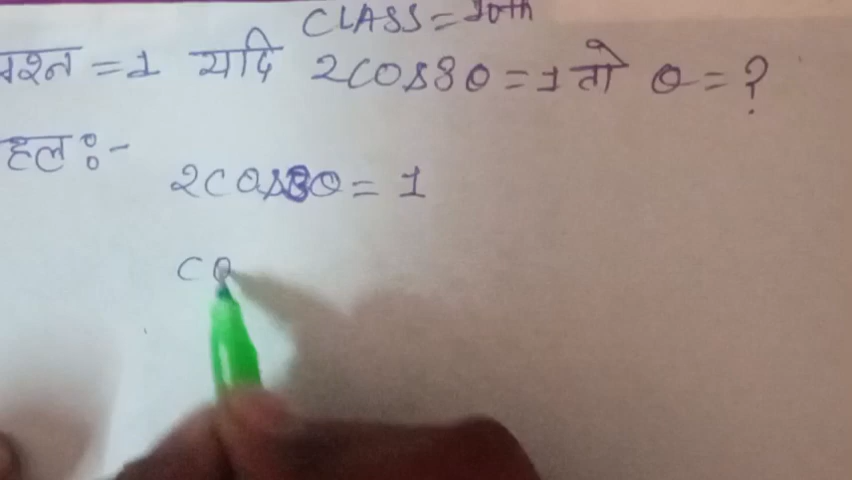 CLASS = 10th
प्रश्न = 1 यदि 2cos3θ = 1 तो θ = ?
हल :-
2cos3θ = 1
co